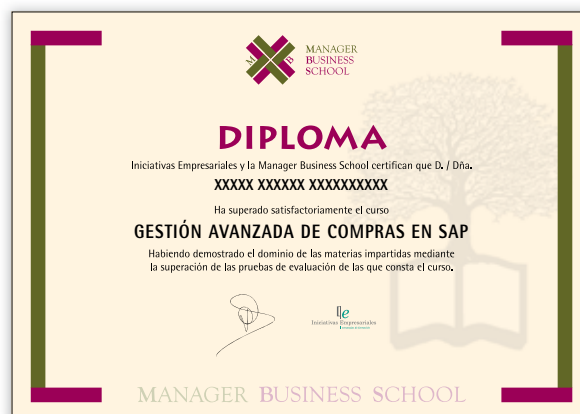 MANAGER
BUSINESS
SCHOOL
M B
DIPLOMA
Iniciativas Empresariales y la Manager Business School certifican que D. / Dña.
XXXXX XXXXXX XXXXXXXXXX
Ha superado satisfactoriamente el curso
GESTIÓN AVANZADA DE COMPRAS EN SAP
Habiendo demostrado el dominio de las materias impartidas mediante
la superación de las pruebas de evaluación de las que consta el curso.
Iniciativas Empresariales
MANAGER BUSINESS SCHOOL